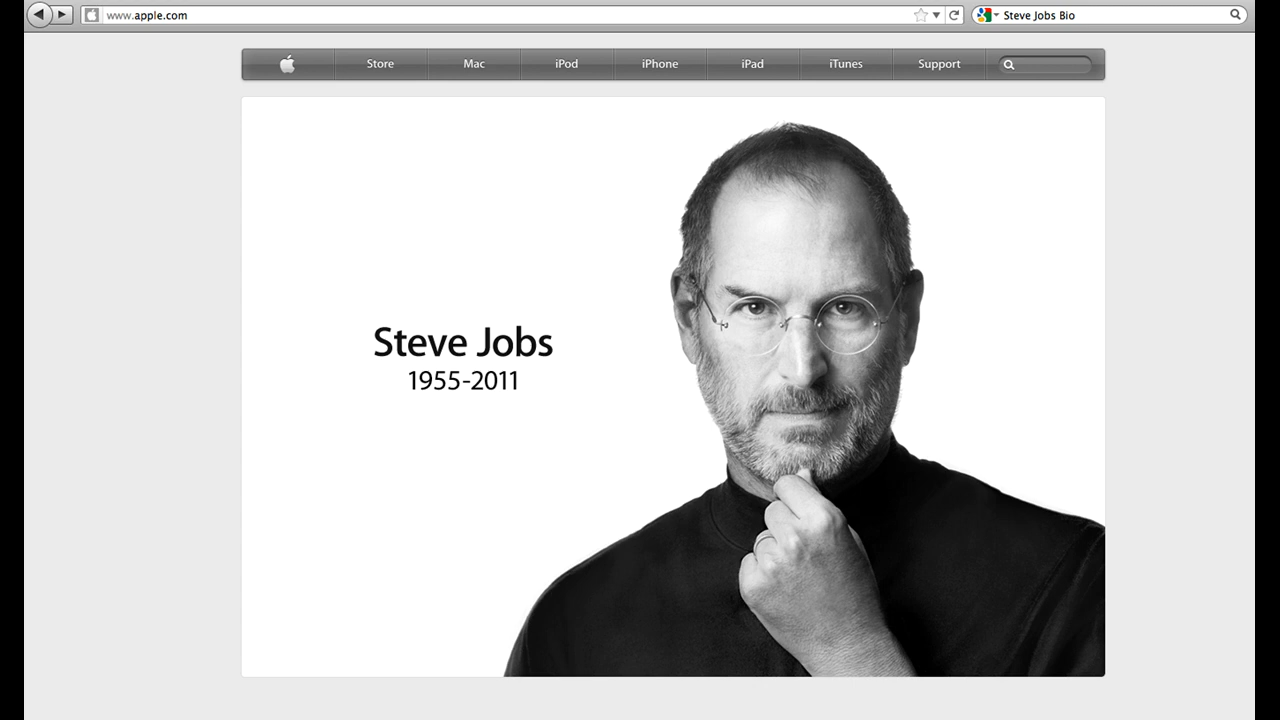 www.apple.com
Steve Jobs Bio
Store Mac iPod iPhone iPad iTunes Support
Steve Jobs
1955-2011